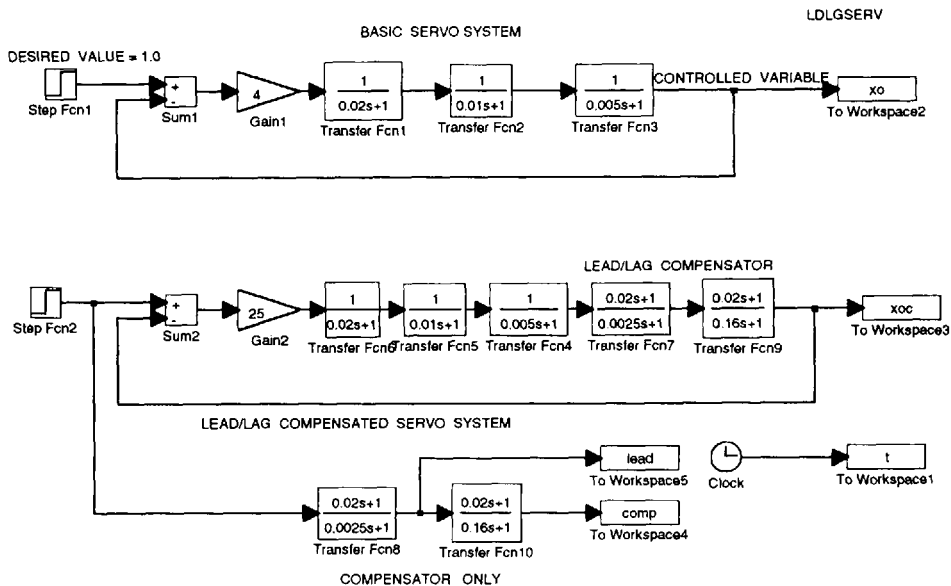 LDLGSERV
BASIC SERVO SYSTEM
DESIRED VALUE = 1.0
Step Fcn1
+
-
Sum1
4
Gain1
1
0.02s+1
Transfer Fcn1
1
0.01s+1
Transfer Fcn2
1
0.005s+1
Transfer Fcn3
CONTROLLED VARIABLE
xo
To Workspace2
LEAD/LAG COMPENSATOR
Step Fcn2
+
-
Sum2
25
Gain2
1
0.02s+1
Transfer Fcn6
1
0.01s+1
Transfer Fcn5
1
0.005s+1
Transfer Fcn4
0.02s+1
0.0025s+1
Transfer Fcn7
0.02s+1
0.16s+1
Transfer Fcn9
xoc
To Workspace3
LEAD/LAG COMPENSATED SERVO SYSTEM
lead
To Workspace5
Clock
t
To Workspace1
0.02s+1
0.0025s+1
Transfer Fcn8
0.02s+1
0.16s+1
Transfer Fcn10
comp
To Workspace4
COMPENSATOR ONLY